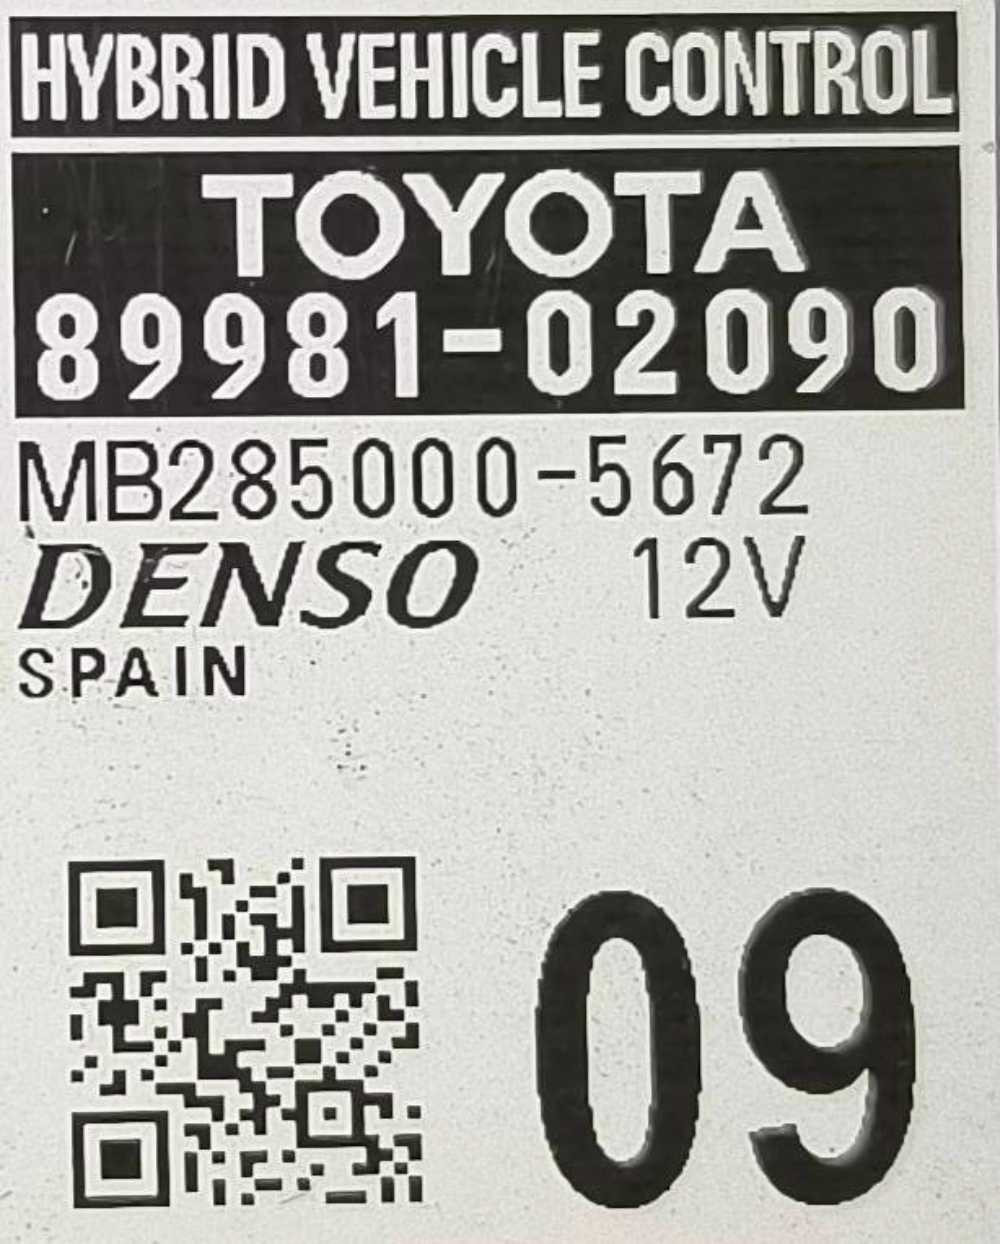 HYBRID VEHICLE CONTROL
TOYOTA
89981-02090
MB285000-5672
DENSO 12V
SPAIN
09